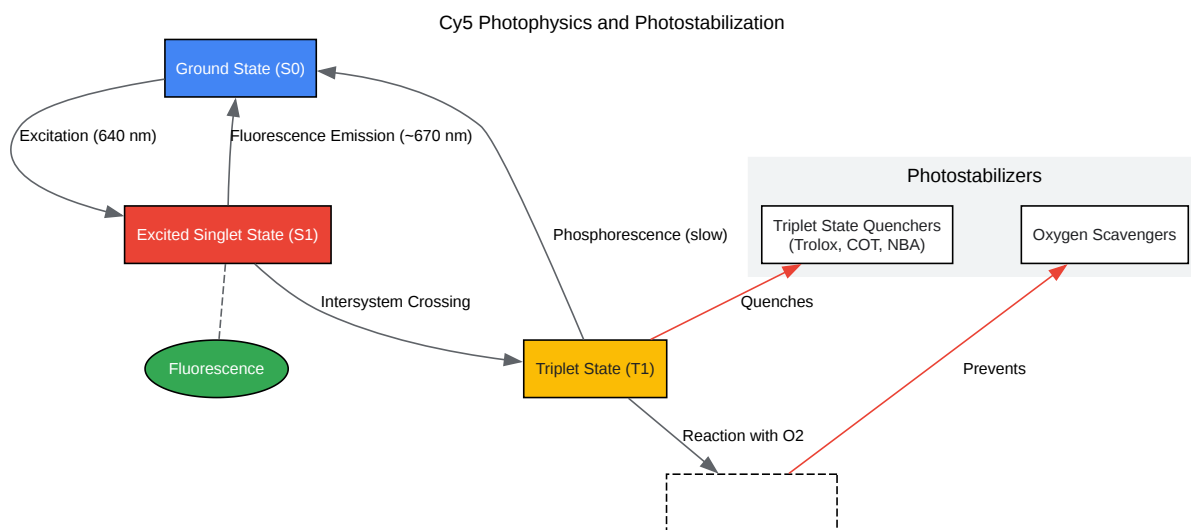 Cy5 Photophysics and Photostabilization
Ground State (S0)
Excitation (640 nm)
Fluorescence Emission (~670 nm)
Photostabilizers
Excited Singlet State (S1)
Triplet State Quenchers
(Trolox, COT, NBA)
Oxygen Scavengers
Phosphorescence (slow)
Intersystem Crossing
Quenches
Fluorescence
Triplet State (T1)
Prevents
Reaction with O2